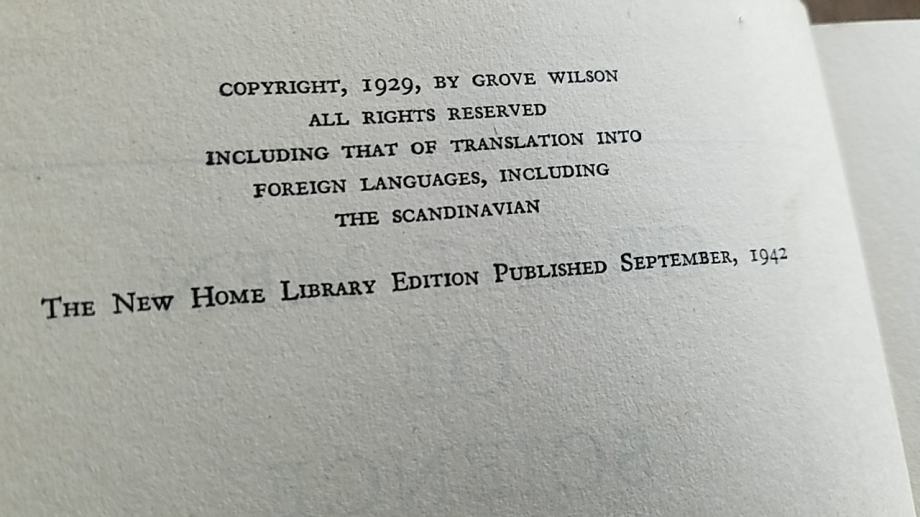 COPYRIGHT, 1929, BY GROVE WILSON
ALL RIGHTS RESERVED
INCLUDING THAT OF TRANSLATION INTO
FOREIGN LANGUAGES, INCLUDING
THE SCANDINAVIAN
THE NEW HOME LIBRARY EDITION PUBLISHED SEPTEMBER, 1942